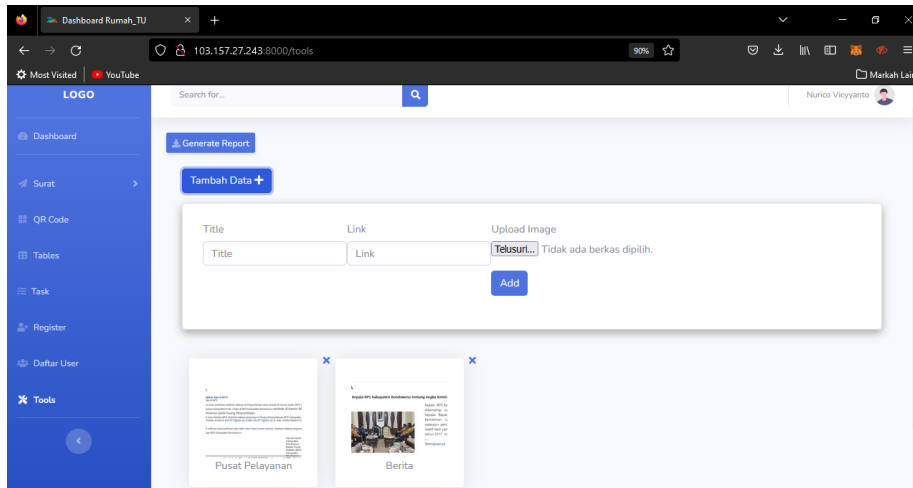 Dashboard Rumah_TU
103.157.27.243:8000/tools
90%
Most Visited
YouTube
Markah Lain
LOGO
Search for...
Nurico Vicyyanto
Dashboard
Generate Report
Surat
Tambah Data
QR Code
Title Link Upload Image
Title Link Telusuri... Tidak ada berkas dipilih.
Tables
Add
Task
Register
Daftar User
Tools
Pusat Pelayanan
Berita